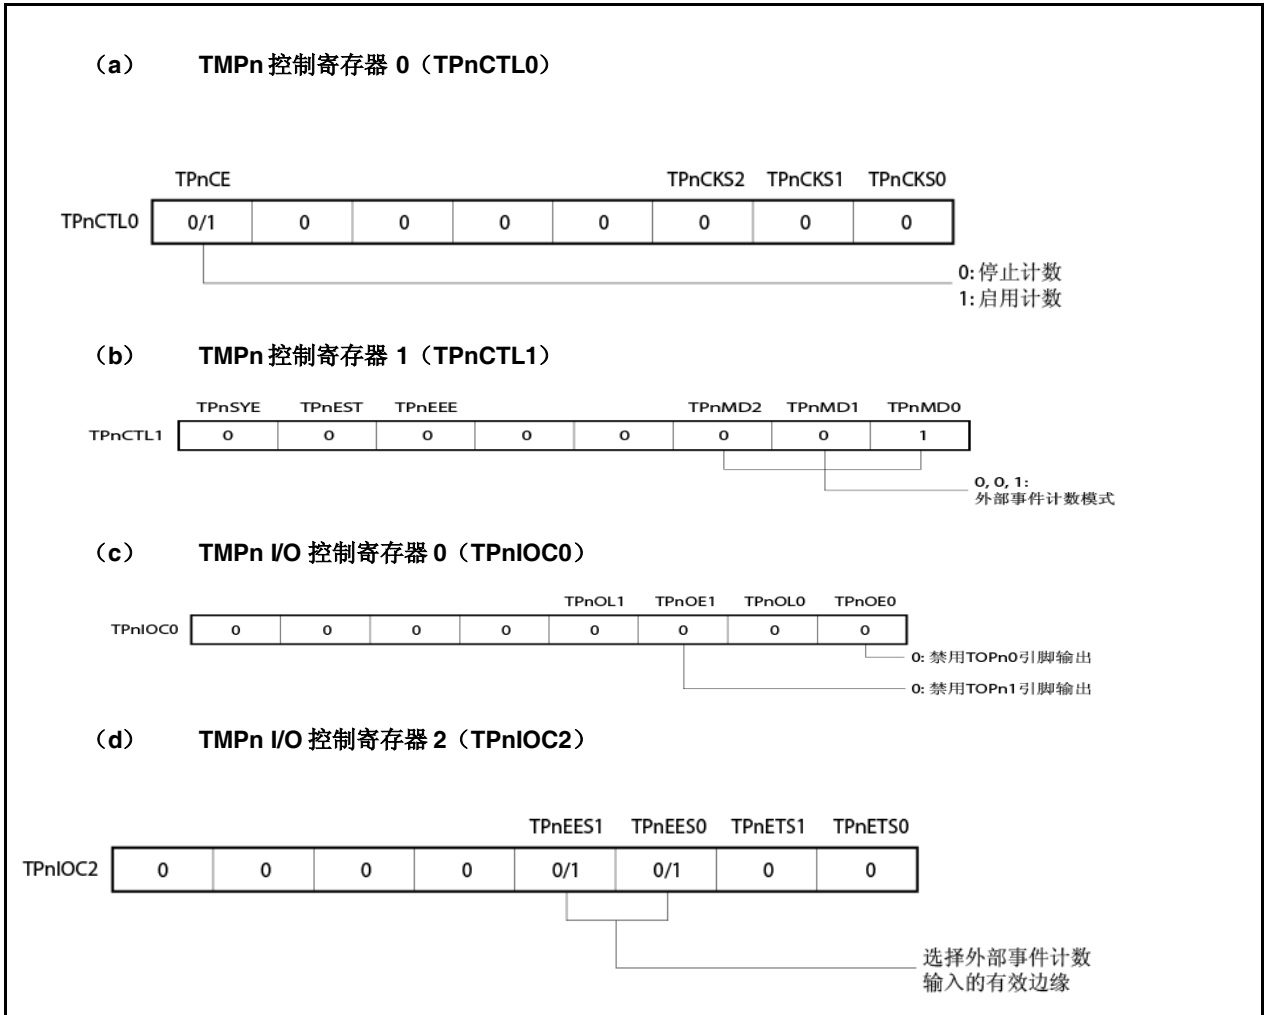 （a） TMPn 控制寄存器 0（TPnCTL0）
TPnCE TPnCKS2 TPnCKS1 TPnCKS0
TPnCTL0 0/1 0 0 0 0 0 0 0
0: 停止计数
1: 启用计数
（b） TMPn 控制寄存器 1（TPnCTL1）
TPnSYE TPnEST TPnEEE TPnMD2 TPnMD1 TPnMD0
TPnCTL1 0 0 0 0 0 0 0 1
0, 0, 1:
外部事件计数模式
（c） TMPn I/O 控制寄存器 0（TPnIOC0）
TPnOL1 TPnOE1 TPnOL0 TPnOE0
TPnIOC0 0 0 0 0 0 0 0 0
0: 禁用TOPn0引脚输出
0: 禁用TOPn1引脚输出
（d） TMPn I/O 控制寄存器 2（TPnIOC2）
TPnEES1 TPnEES0 TPnETS1 TPnETS0
TPnIOC2 0 0 0 0 0/1 0/1 0 0
选择外部事件计数
输入的有效边缘